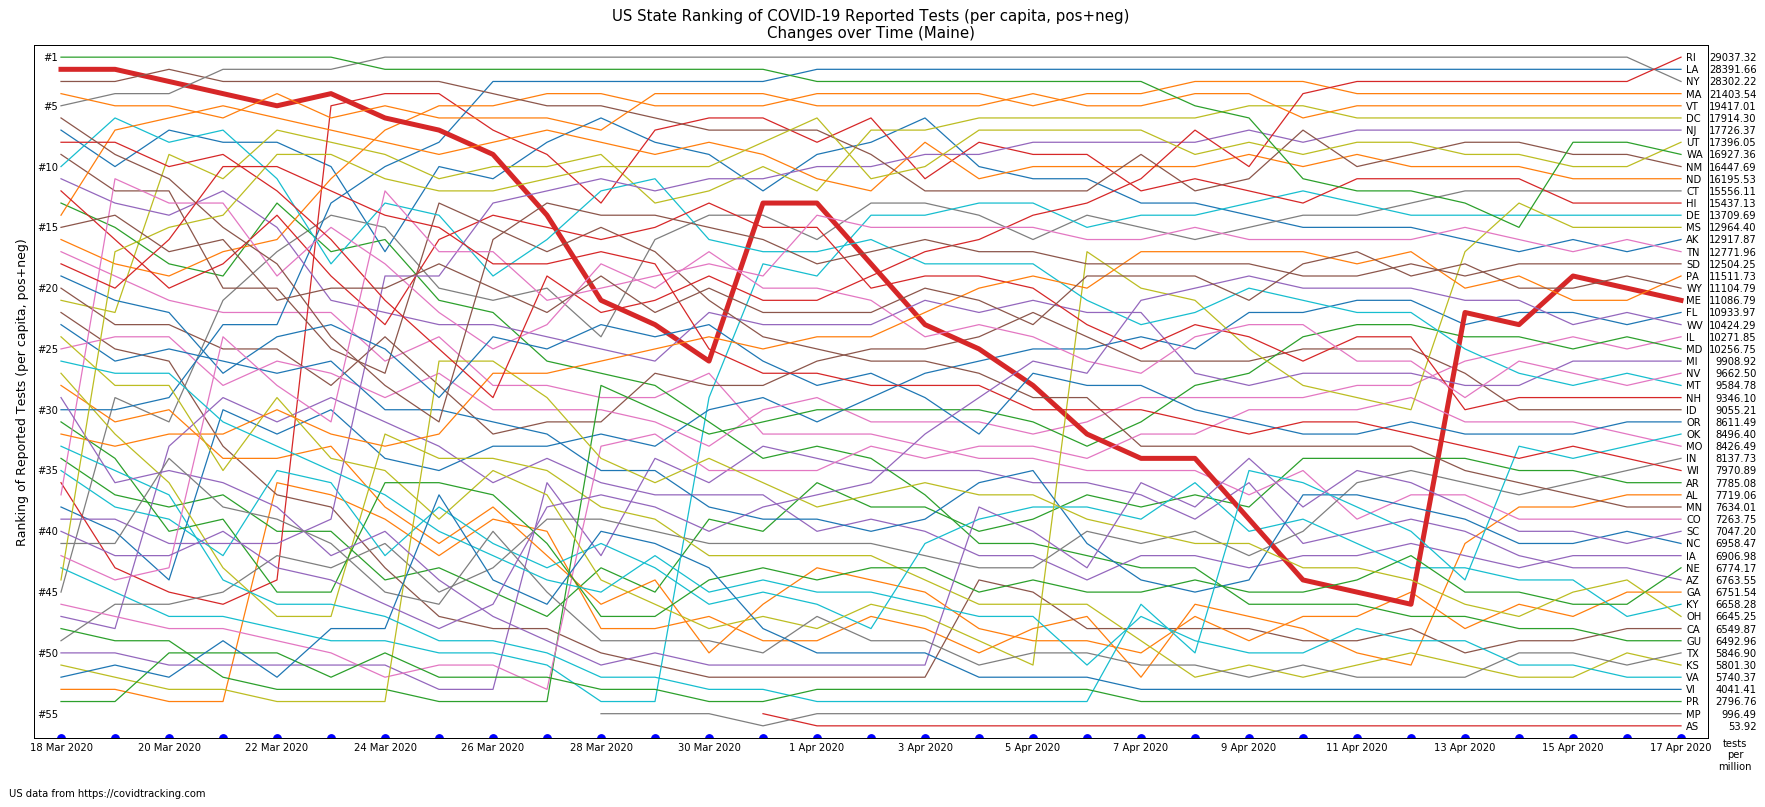 US State Ranking of COVID-19 Reported Tests (per capita, pos+neg)
Changes over Time (Maine)
Ranking of Reported Tests (per capita, pos+neg)
#1
#5
#10
#15
#20
#25
#30
#35
#40
#45
#50
#55
RI 29037.32
LA 28391.66
NY 28302.22
MA 21403.54
VT 19417.01
DC 17914.30
NJ 17726.37
UT 17396.05
WA 16927.36
NM 16447.69
ND 16195.53
CT 15556.11
HI 15437.13
DE 13709.69
MS 12964.40
AK 12917.87
TN 12771.96
SD 12504.25
PA 11511.73
WY 11104.79
ME 11086.79
FL 10933.97
WV 10424.29
IL 10271.85
MD 10256.75
MI 9908.92
NV 9662.50
MT 9584.78
NH 9346.10
ID 9055.21
OR 8611.49
OK 8496.40
MO 8426.49
IN 8137.73
WI 7970.89
AR 7785.08
AL 7719.06
MN 7634.01
CO 7263.75
SC 7047.20
NC 6958.47
IA 6906.98
NE 6774.17
AZ 6763.55
GA 6751.54
KY 6658.28
OH 6645.25
CA 6549.87
GU 6492.96
TX 5846.90
KS 5801.30
VA 5740.37
VI 4041.41
PR 2796.76
MP 996.49
AS 53.92
18 Mar 2020 20 Mar 2020 22 Mar 2020 24 Mar 2020 26 Mar 2020 28 Mar 2020 30 Mar 2020 1 Apr 2020 3 Apr 2020 5 Apr 2020 7 Apr 2020 9 Apr 2020 11 Apr 2020 13 Apr 2020 15 Apr 2020 17 Apr 2020
tests
per
million
US data from https://covidtracking.com